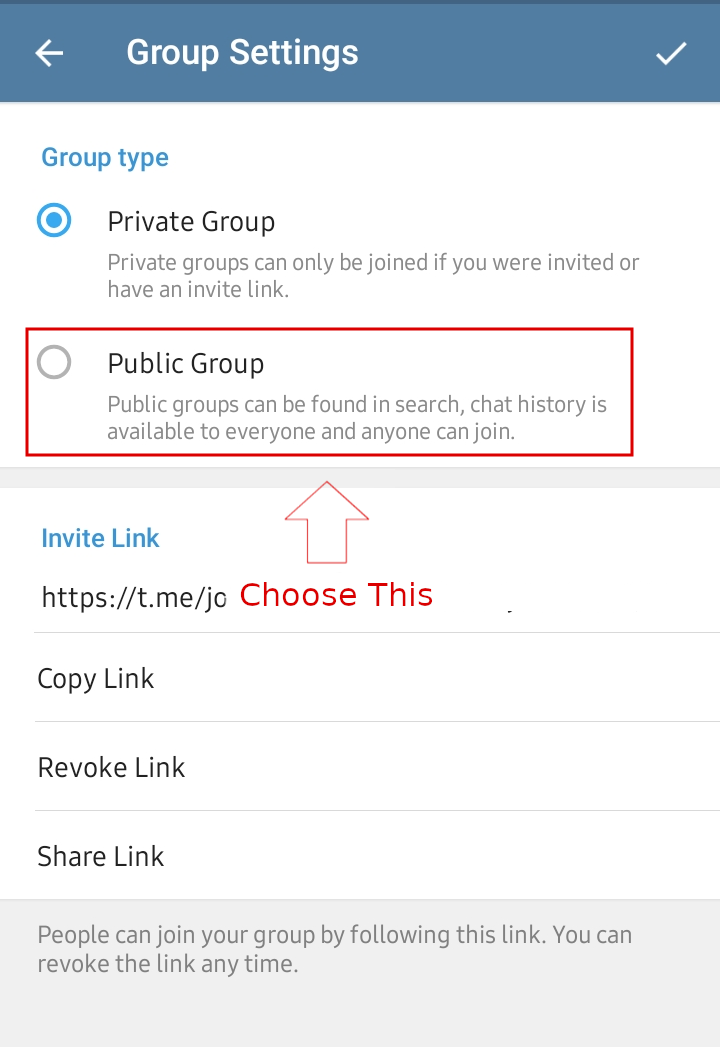 Group Settings
Group type
Private Group
Private groups can only be joined if you were invited or
have an invite link.
Public Group
Public groups can be found in search, chat history is
available to everyone and anyone can join.
Invite Link
https://t.me/jo Choose This
Copy Link
Revoke Link
Share Link
People can join your group by following this link. You can
revoke the link any time.